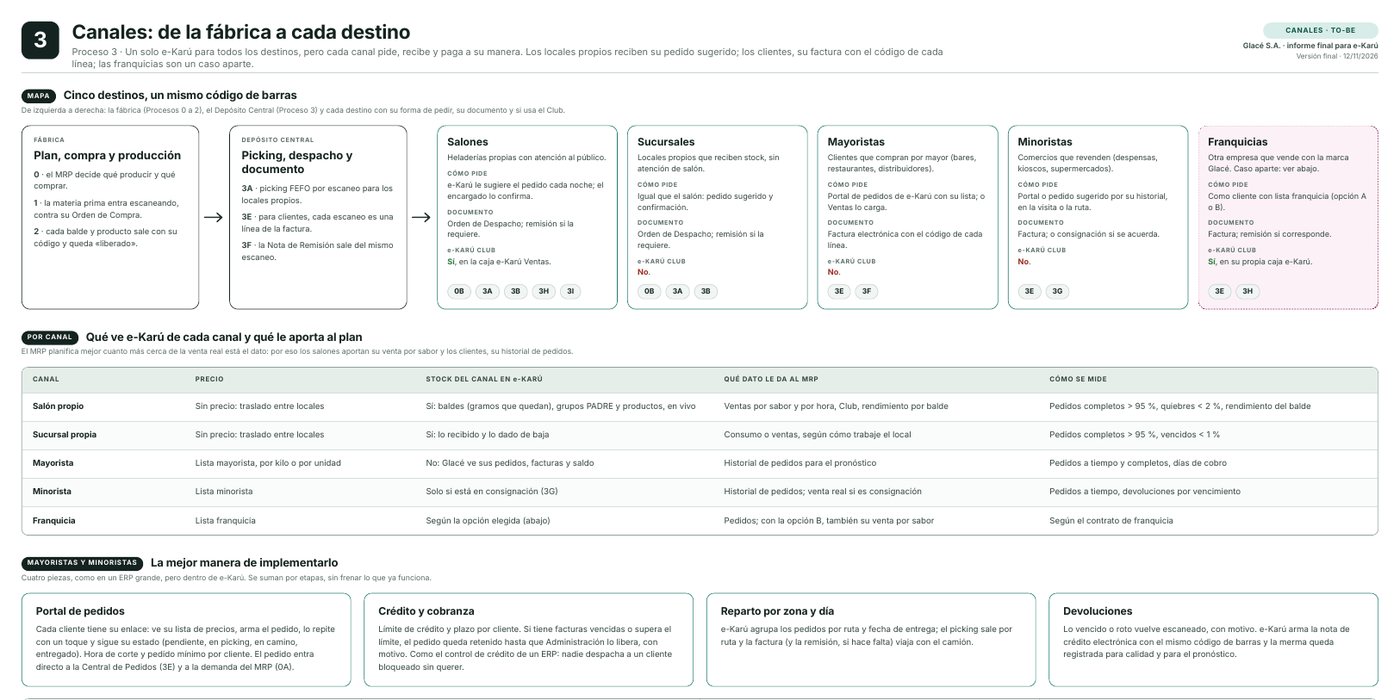 3
Canales: de la fábrica a cada destino
Proceso 3 · Un solo e-Karú para todos los destinos, pero cada canal pide, recibe y paga a su manera. Los locales propios reciben su pedido sugerido; los clientes, su factura con el código de cada
línea; las franquicias son un caso aparte.
CANALES · TO-BE
Glacé S.A. · informe final para e-Karú
Versión final · 12/11/2026
MAPA
Cinco destinos, un mismo código de barras
De izquierda a derecha: la fábrica (Procesos 0 a 2), el Depósito Central (Proceso 3) y cada destino con su forma de pedir, su documento y si usa el Club.
FÁBRICA
Plan, compra y producción
0 · el MRP decide qué producir y qué
comprar.
1 · la materia prima entra escaneando,
contra su Orden de Compra.
2 · cada balde y producto sale con su
código y queda «liberado».
DEPÓSITO CENTRAL
Picking, despacho y
documento
3A · picking FEFO por escaneo para los
locales propios.
3E · para clientes, cada escaneo es una
línea de la factura.
3F · la Nota de Remisión sale del mismo
escaneo.
Salones
Heladerías propias con atención al público.
CÓMO PIDE
e-Karú le sugiere el pedido cada noche; el
encargado lo confirma.
DOCUMENTO
Orden de Despacho; remisión si la
requiere.
e-KARÚ CLUB
Sí, en la caja e-Karú Ventas.
0B 3A 3B 3H 3I
Sucursales
Locales propios que reciben stock, sin
atención de salón.
CÓMO PIDE
Igual que el salón: pedido sugerido y
confirmación.
DOCUMENTO
Orden de Despacho; remisión si la
requiere.
e-KARÚ CLUB
No.
0B 3A 3B
Mayoristas
Clientes que compran por mayor (bares,
restaurantes, distribuidores).
CÓMO PIDE
Portal de pedidos de e-Karú con su lista; o
Ventas lo carga.
DOCUMENTO
Factura electrónica con el código de cada
línea.
e-KARÚ CLUB
No.
3E 3F
Minoristas
Comercios que revenden (despensas,
kioscos, supermercados).
CÓMO PIDE
Portal o pedido sugerido por su historial,
en la visita o la ruta.
DOCUMENTO
Factura; o consignación si se acuerda.
e-KARÚ CLUB
No.
3E 3G
Franquicias
Otra empresa que vende con la marca
Glacé. Caso aparte: ver abajo.
CÓMO PIDE
Como cliente con lista franquicia (opción A
o B).
DOCUMENTO
Factura; remisión si corresponde.
e-KARÚ CLUB
Sí, en su propia caja e-Karú.
3E 3H
POR CANAL
Qué ve e-Karú de cada canal y qué le aporta al plan
El MRP planifica mejor cuanto más cerca de la venta real está el dato: por eso los salones aportan su venta por sabor y los clientes, su historial de pedidos.
CANAL PRECIO STOCK DEL CANAL EN e-KARÚ QUÉ DATO LE DA AL MRP CÓMO SE MIDE
Salón propio Sin precio: traslado entre locales Sí: baldes (gramos que quedan), grupos PADRE y productos, en vivo Ventas por sabor y por hora, Club, rendimiento por balde Pedidos completos > 95 %, quiebres < 2 %, rendimiento del balde
Sucursal propia Sin precio: traslado entre locales Sí: lo recibido y lo dado de baja Consumo o ventas, según cómo trabaje el local Pedidos completos > 95 %, vencidos < 1 %
Mayorista Lista mayorista, por kilo o por unidad No: Glacé ve sus pedidos, facturas y saldo Historial de pedidos para el pronóstico Pedidos a tiempo y completos, días de cobro
Minorista Lista minorista Solo si está en consignación (3G) Historial de pedidos; venta real si es consignación Pedidos a tiempo, devoluciones por vencimiento
Franquicia Lista franquicia Según la opción elegida (abajo) Pedidos; con la opción B, también su venta por sabor Según el contrato de franquicia
MAYORISTAS Y MINORISTAS
La mejor manera de implementarlo
Cuatro piezas, como en un ERP grande, pero dentro de e-Karú. Se suman por etapas, sin frenar lo que ya funciona.
Portal de pedidos
Cada cliente tiene su enlace: ve su lista de precios, arma el pedido, lo repite
con un toque y sigue su estado (pendiente, en picking, en camino,
entregado). Hora de corte y pedido mínimo por cliente. El pedido entra
directo a la Central de Pedidos (3E) y a la demanda del MRP (0A).
Crédito y cobranza
Límite de crédito y plazo por cliente. Si tiene facturas vencidas o supera el
límite, el pedido queda retenido hasta que Administración lo libera, con
motivo. Como el control de crédito de un ERP: nadie despacha a un cliente
bloqueado sin querer.
Reparto por zona y día
e-Karú agrupa los pedidos por ruta y fecha de entrega; el picking sale por
ruta y la factura (y la remisión, si hace falta) viaja con el camión.
Devoluciones
Lo vencido o roto vuelve escaneado, con motivo. e-Karú arma la nota de
crédito electrónica con el mismo código de barras y la merma queda
registrada para calidad y para el pronóstico.